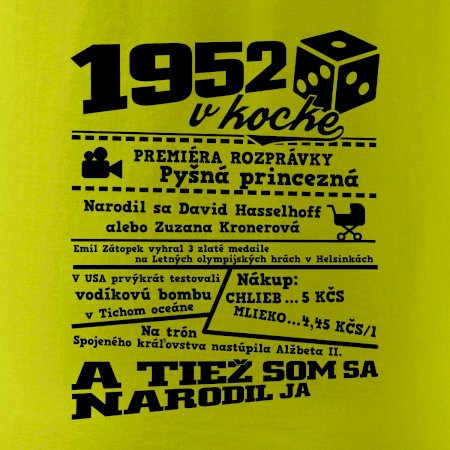 1952
v kocke
PREMIÉRA ROZPRÁVKY
Pyšná princezná
Narodil sa David Hasselhoff
alebo Zuzana Kronerová
Emil Zátopek vyhral 3 zlaté medaile
na Letných olympijských hrách v Helsinkách
V USA prvýkrát testovali
vodíkovú bombu
v Tichom oceáne
Nákup:
CHLIEB...5 KČS
MLIEKO...4,45 KČS/l
Na trón
Spojeného kráľovstva nastúpila Alžbeta II.
A TIEŽ SOM SA
NARODIL JA